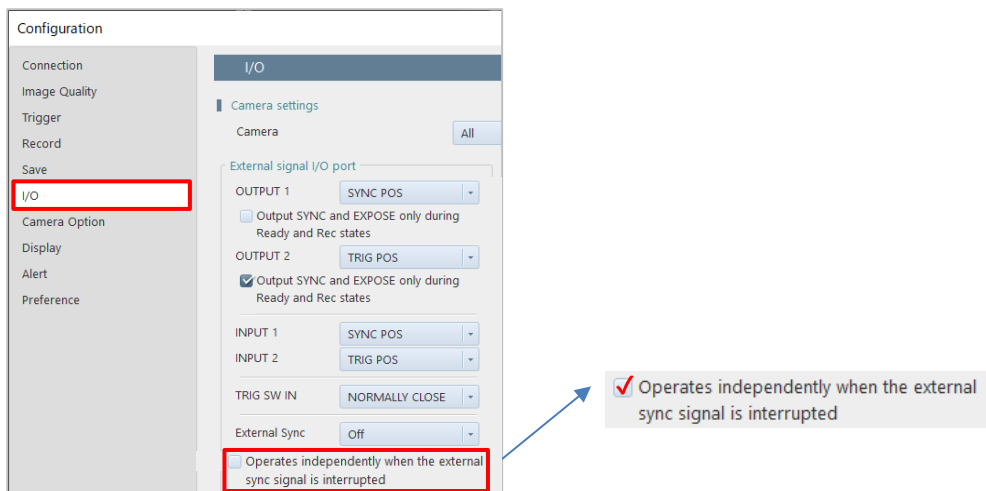 Configuration
Connection
Image Quality
Trigger
Record
Save
I/O
Camera Option
Display
Alert
Preference
I/O
Camera settings
Camera All
External signal I/O port
OUTPUT 1 SYNC POS
Output SYNC and EXPOSE only during
Ready and Rec states
OUTPUT 2 TRIG POS
Output SYNC and EXPOSE only during
Ready and Rec states
INPUT 1 SYNC POS
INPUT 2 TRIG POS
TRIG SW IN NORMALLY CLOSE
External Sync Off
Operates independently when the external
sync signal is interrupted
Operates independently when the external
sync signal is interrupted